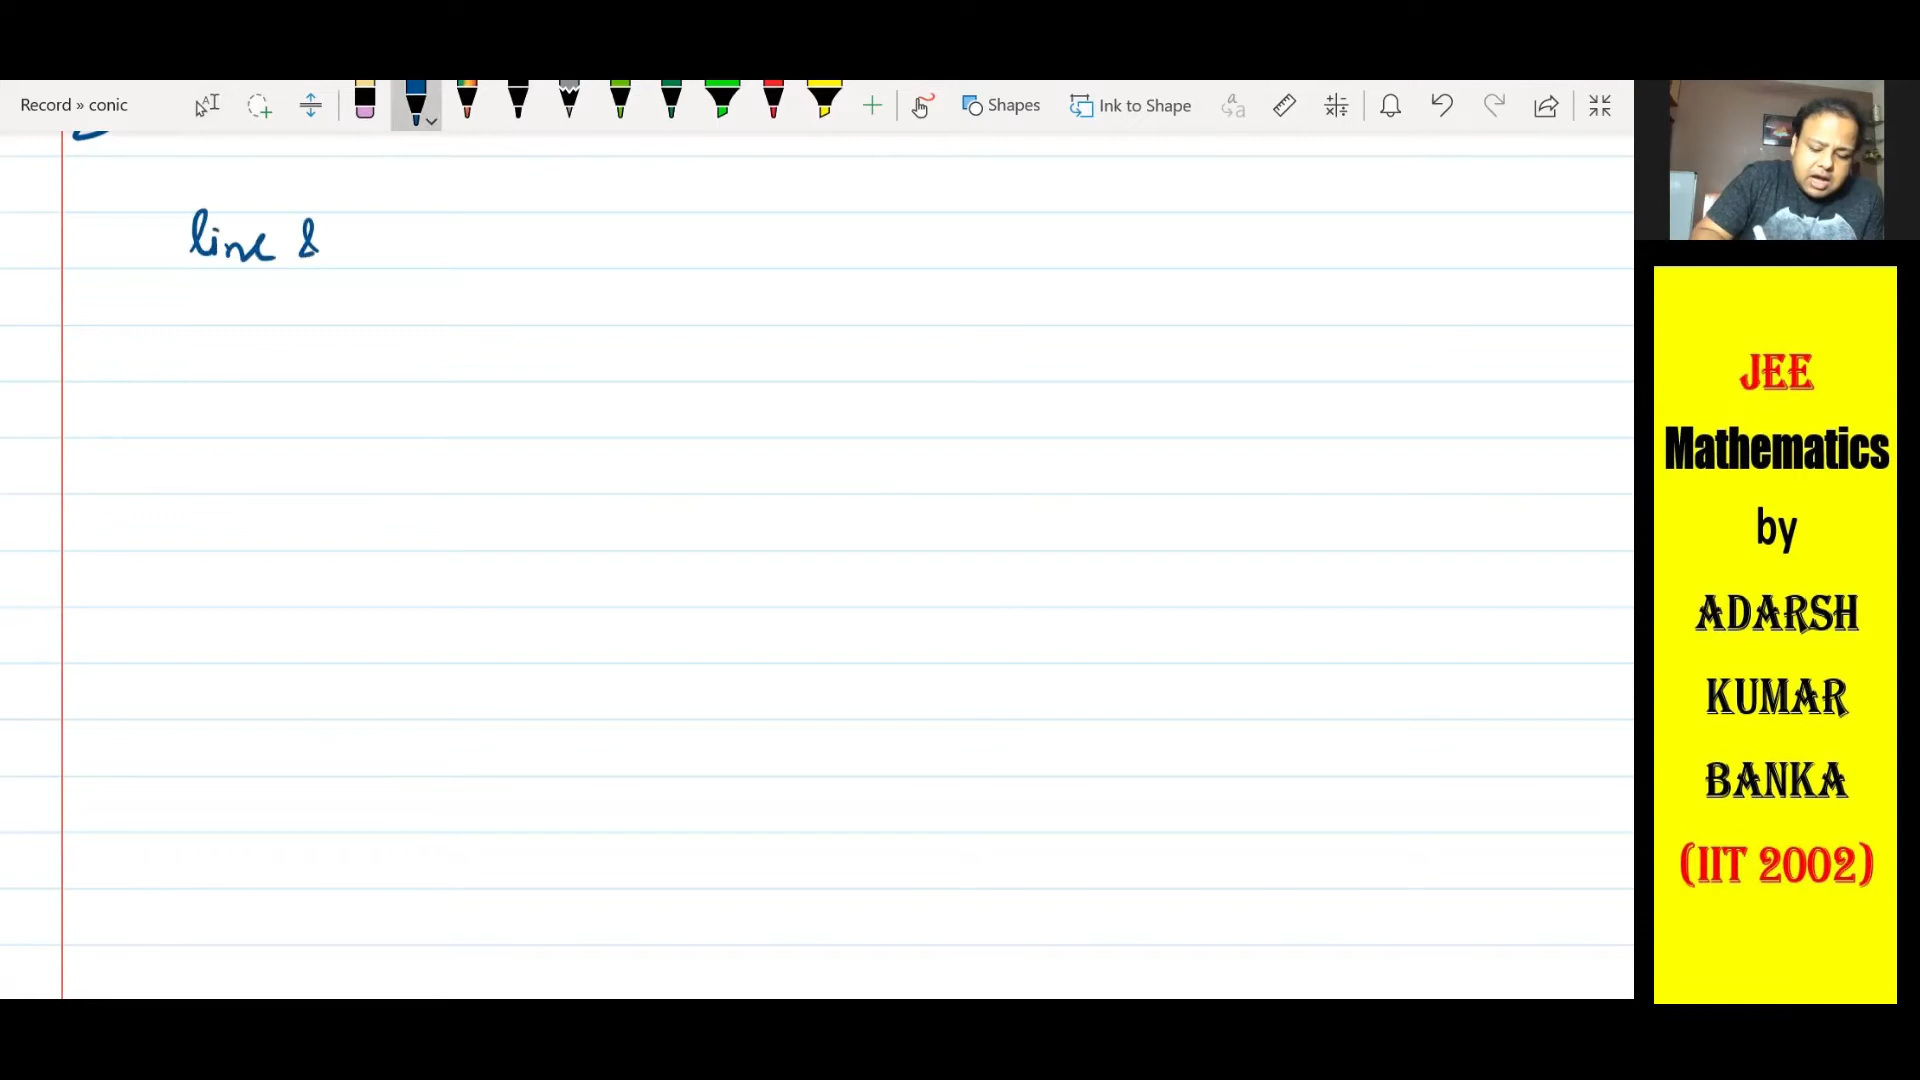 Record » conic
Shapes
Ink to Shape
line &
JEE
Mathematics
by
ADARSH
KUMAR
BANKA
(IIT 2002)